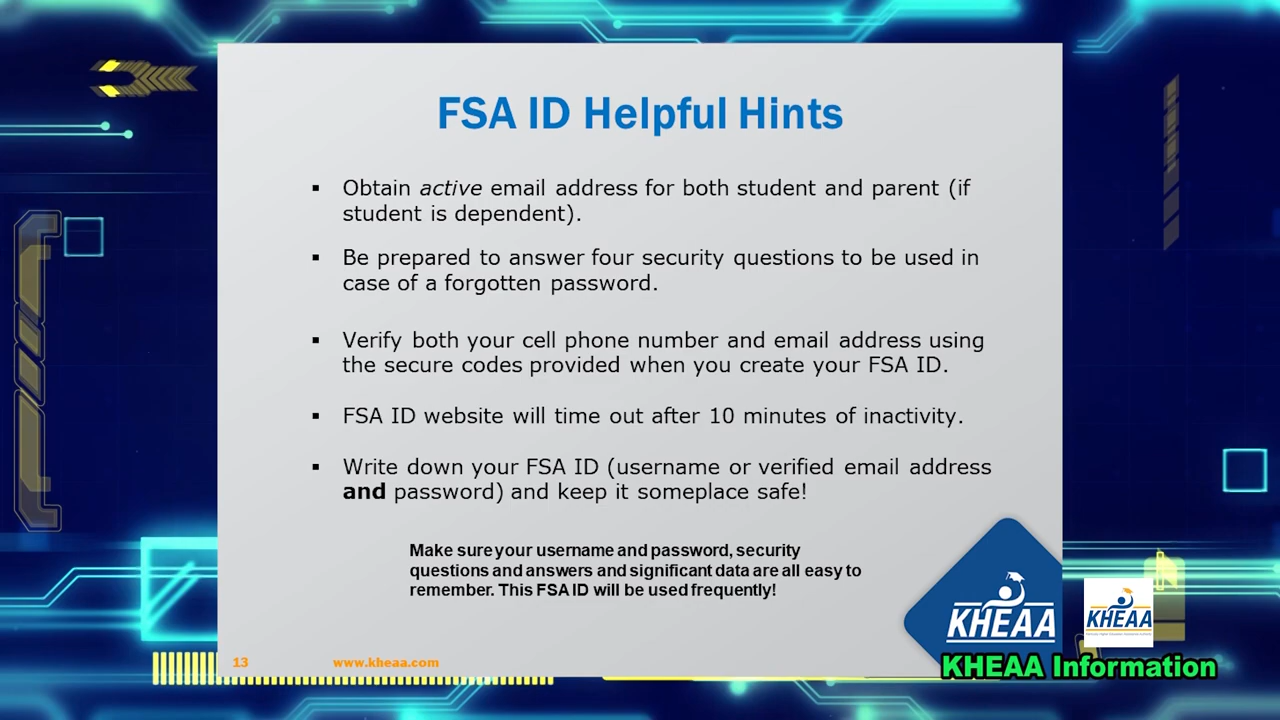 FSA ID Helpful Hints
▪ Obtain active email address for both student and parent (if
student is dependent).
▪ Be prepared to answer four security questions to be used in
case of a forgotten password.
▪ Verify both your cell phone number and email address using
the secure codes provided when you create your FSA ID.
▪ FSA ID website will time out after 10 minutes of inactivity.
▪ Write down your FSA ID (username or verified email address
and password) and keep it someplace safe!
Make sure your username and password, security
questions and answers and significant data are all easy to
remember. This FSA ID will be used frequently!
KHEAA
KHEAA
13 www.kheaa.com
KHEAA Information